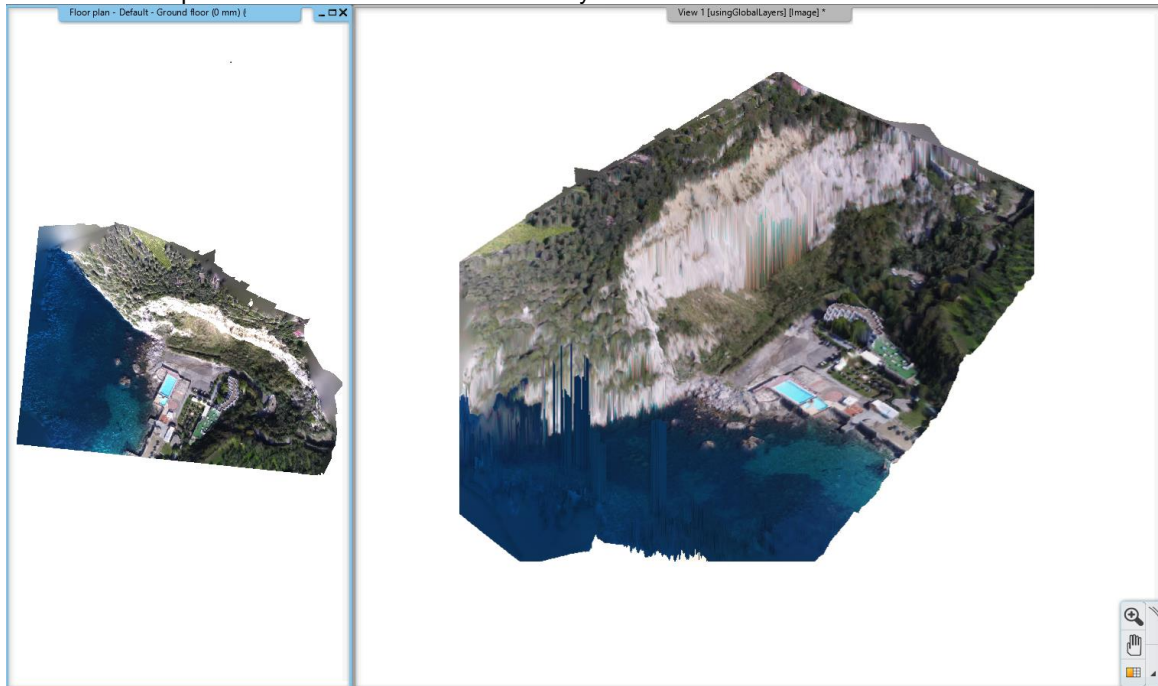 Floor plan - Default - Ground floor (0 mm) (
View 1 [usingGlobalLayers] [Image] *